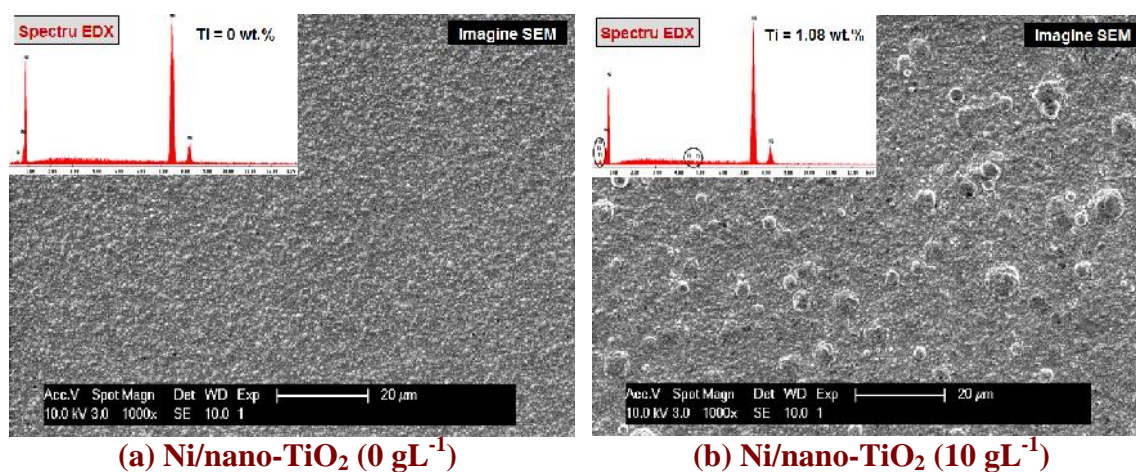 Spectru EDX
Ti = 0 wt.%
Imagine SEM
Acc.V Spot Magn Det WD Exp
10.0 kV 3.0 1000x SE 10.0 1
20 µm
(a) Ni/nano-TiO₂ (0 gL⁻¹)
Spectru EDX
Ti = 1.08 wt.%
Imagine SEM
Acc.V Spot Magn Det WD Exp
10.0 kV 3.0 1000x SE 10.0 1
20 µm
(b) Ni/nano-TiO₂ (10 gL⁻¹)